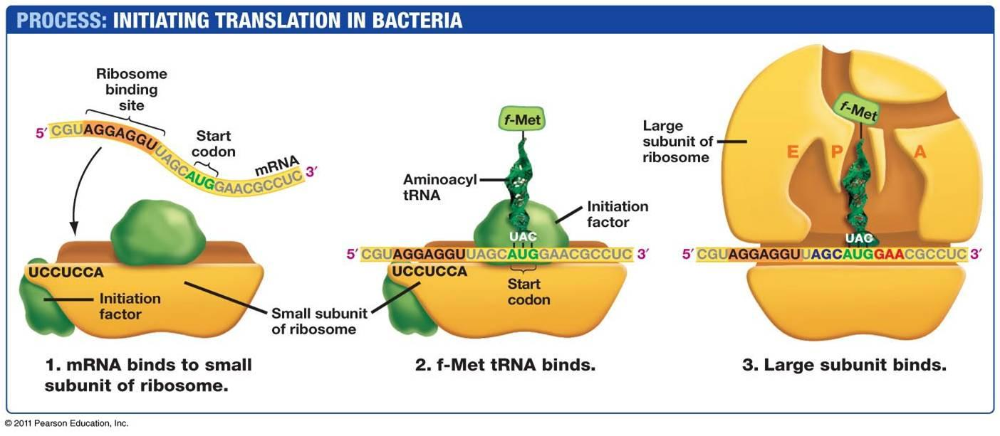 PROCESS: INITIATING TRANSLATION IN BACTERIA
Ribosome
binding
site
Start
codon
mRNA
5′ CGUAGGAGGUUAGCAUGGAACGCCUC 3′
UCCUCCA
Initiation
factor
Small subunit
of ribosome
1. mRNA binds to small
subunit of ribosome.
f-Met
Aminoacyl
tRNA
Initiation
factor
UAC
5′ CGUAGGAGGUUAGCAUGGAACGCCUC 3′
UCCUCCA
Start
codon
2. f-Met tRNA binds.
f-Met
Large
subunit of
ribosome
E P A
UAC
5′ CGUAGGAGGUUAGCAUGGAACGCCUC 3′
3. Large subunit binds.
© 2011 Pearson Education, Inc.